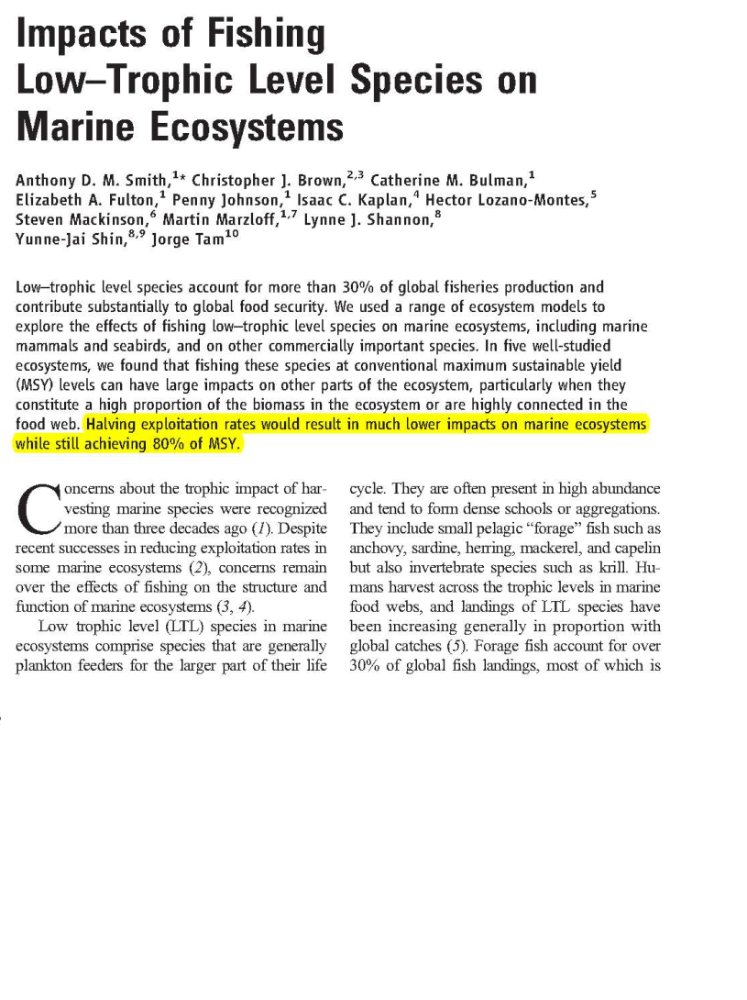 Impacts of Fishing
Low–Trophic Level Species on
Marine Ecosystems
Anthony D. M. Smith,1* Christopher J. Brown,2,3 Catherine M. Bulman,1
Elizabeth A. Fulton,1 Penny Johnson,1 Isaac C. Kaplan,4 Hector Lozano-Montes,5
Steven Mackinson,6 Martin Marzloff,1,7 Lynne J. Shannon,8
Yunne-Jai Shin,8,9 Jorge Tam10
Low–trophic level species account for more than 30% of global fisheries production and
contribute substantially to global food security. We used a range of ecosystem models to
explore the effects of fishing low–trophic level species on marine ecosystems, including marine
mammals and seabirds, and on other commercially important species. In five well-studied
ecosystems, we found that fishing these species at conventional maximum sustainable yield
(MSY) levels can have large impacts on other parts of the ecosystem, particularly when they
constitute a high proportion of the biomass in the ecosystem or are highly connected in the
food web. Halving exploitation rates would result in much lower impacts on marine ecosystems
while still achieving 80% of MSY.
Concerns about the trophic impact of har-
vesting marine species were recognized
more than three decades ago (1). Despite
recent successes in reducing exploitation rates in
some marine ecosystems (2), concerns remain
over the effects of fishing on the structure and
function of marine ecosystems (3, 4).
Low trophic level (LTL) species in marine
ecosystems comprise species that are generally
plankton feeders for the larger part of their life
cycle. They are often present in high abundance
and tend to form dense schools or aggregations.
They include small pelagic “forage” fish such as
anchovy, sardine, herring, mackerel, and capelin
but also invertebrate species such as krill. Hu-
mans harvest across the trophic levels in marine
food webs, and landings of LTL species have
been increasing generally in proportion with
global catches (5). Forage fish account for over
30% of global fish landings, most of which is